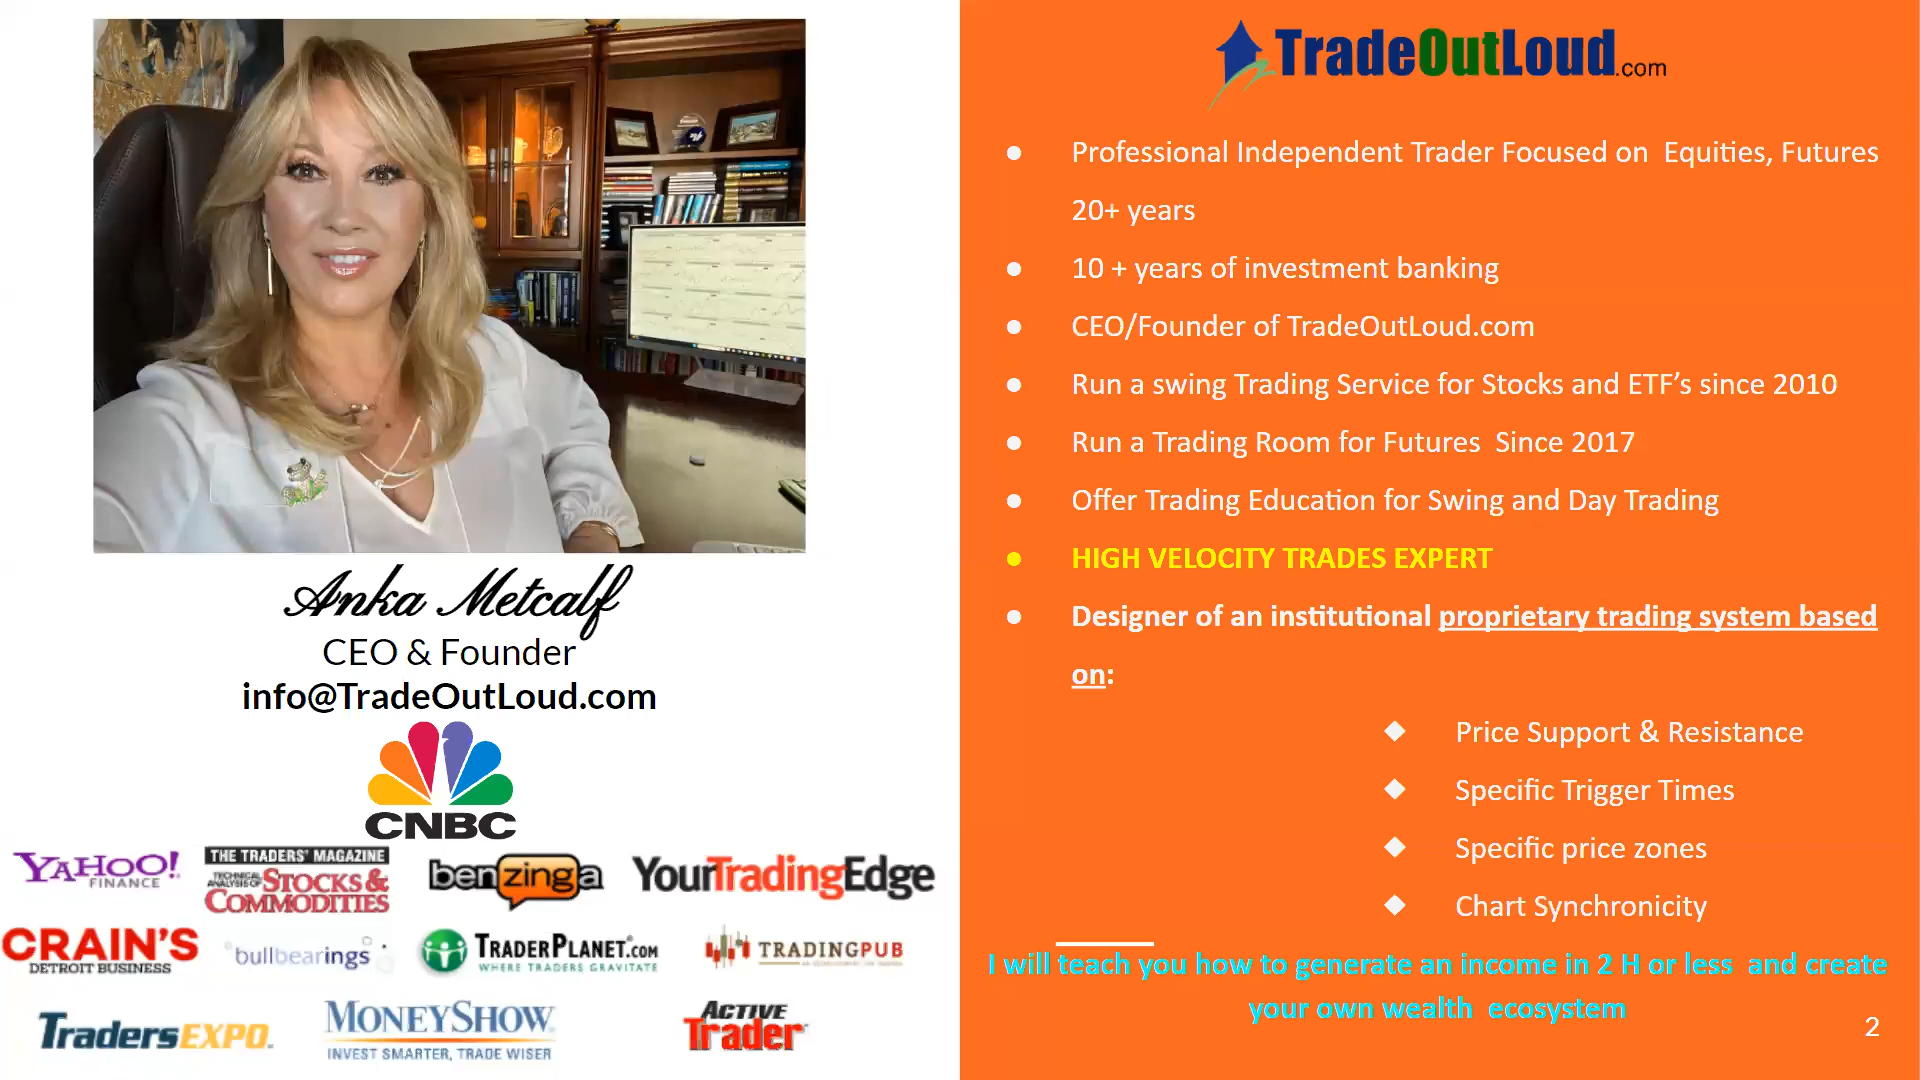 Anka Metcalf
CEO & Founder
info@TradeOutLoud.com
CNBC
YAHOO!
FINANCE
THE TRADERS' MAGAZINE
TECHNICAL
ANALYSIS OF
STOCKS &
COMMODITIES
benzinga
YourTradingEdge
CRAIN'S
DETROIT BUSINESS
bullbearings
TRADERPLANET.COM
WHERE TRADERS GRAVITATE
TRADINGPUB
TradersEXPO.
MONEYSHOW
INVEST SMARTER, TRADE WISER
ACTIVE
Trader
TradeOutLoud.com
● Professional Independent Trader Focused on  Equities, Futures
20+ years
● 10 + years of investment banking
● CEO/Founder of TradeOutLoud.com
● Run a swing Trading Service for Stocks and ETF’s since 2010
● Run a Trading Room for Futures  Since 2017
● Offer Trading Education for Swing and Day Trading
● HIGH VELOCITY TRADES EXPERT
● Designer of an institutional proprietary trading system based
on:
◆ Price Support & Resistance
◆ Specific Trigger Times
◆ Specific price zones
◆ Chart Synchronicity
I will teach you how to generate an income in 2 H or less  and create
your own wealth  ecosystem
2